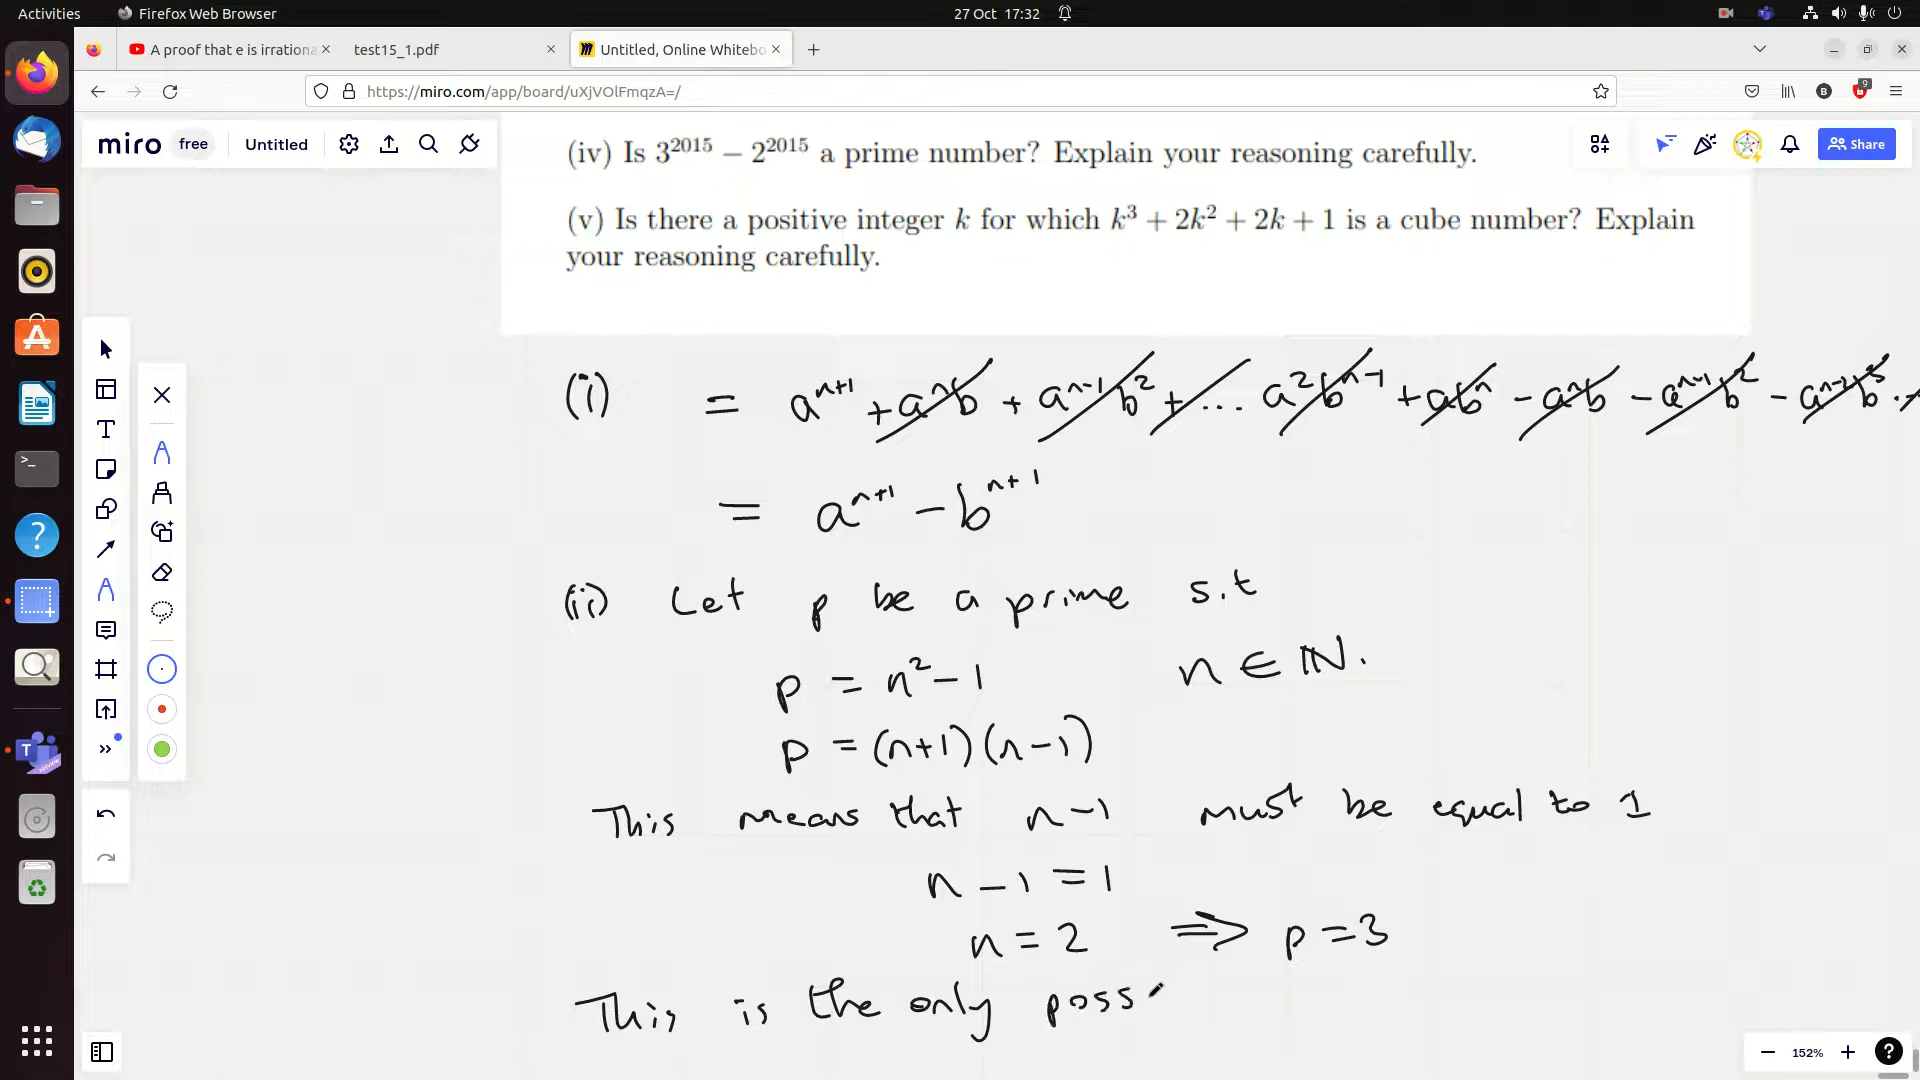 Activities Firefox Web Browser 27 Oct 17:32
A proof that e is irrationa test15_1.pdf Untitled, Online Whitebo
https://miro.com/app/board/uXjVOlFmqzA=/
miro free Untitled Share
(iv) Is 3^2015 − 2^2015 a prime number? Explain your reasoning carefully.
(v) Is there a positive integer k for which k^3 + 2k^2 + 2k + 1 is a cube number? Explain
your reasoning carefully.
(i) = a^n+1 + a^n b + a^n-1 b^2 + ... a^2 b^n-1 + ab^n - a^n b - a^n-1 b^2 - a^n-2 b^3 ..
= a^n+1 - b^n+1
(ii) Let p be a prime s.t
p = n^2 - 1 n ∈ ℕ.
p = (n+1)(n-1)
This means that n-1 must be equal to 1
n - 1 = 1
n = 2 ⟹ p = 3
This is the only poss
152%